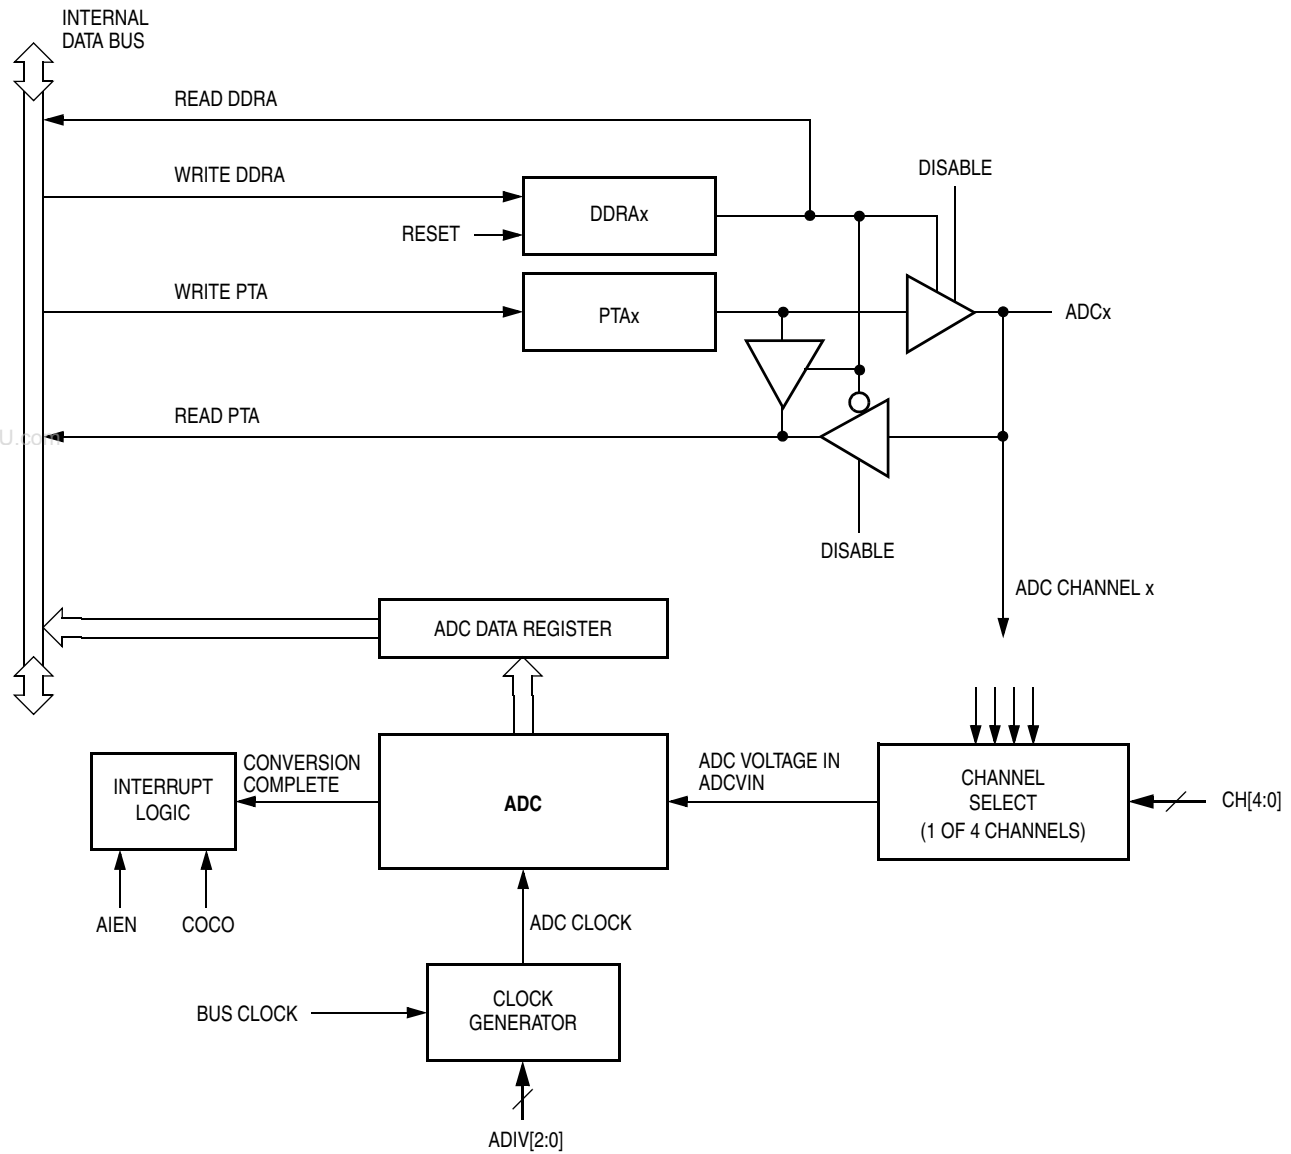 INTERNAL
DATA BUS
READ DDRA
WRITE DDRA
DISABLE
DDRAx
RESET
WRITE PTA
PTAx
ADCx
READ PTA
U.com
DISABLE
ADC CHANNEL x
ADC DATA REGISTER
INTERRUPT
LOGIC
CONVERSION
COMPLETE
ADC
ADC VOLTAGE IN
ADCVIN
CHANNEL
SELECT
(1 OF 4 CHANNELS)
CH[4:0]
AIEN
COCO
ADC CLOCK
BUS CLOCK
CLOCK
GENERATOR
ADIV[2:0]